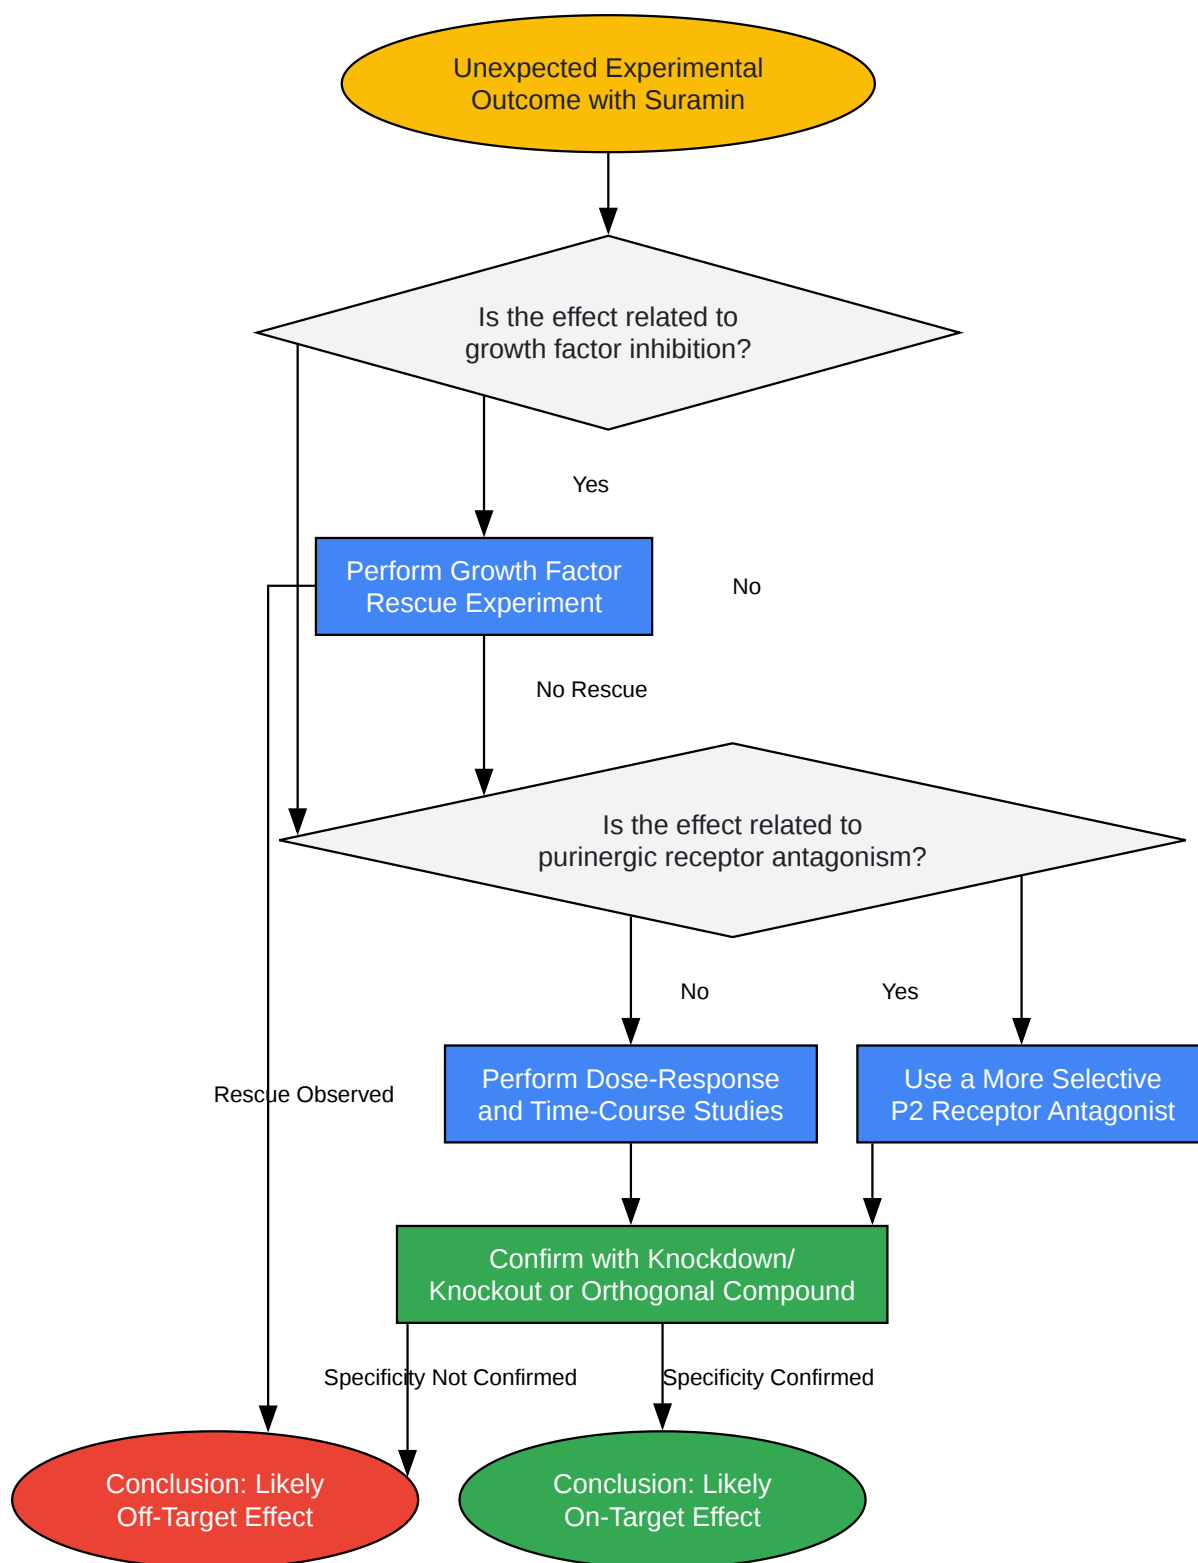 Unexpected Experimental
Outcome with Suramin
Is the effect related to
growth factor inhibition?
Yes
Perform Growth Factor
Rescue Experiment
No
No Rescue
Is the effect related to
purinergic receptor antagonism?
No
Yes
Perform Dose-Response
and Time-Course Studies
Use a More Selective
P2 Receptor Antagonist
Rescue Observed
Confirm with Knockdown/
Knockout or Orthogonal Compound
Specificity Not Confirmed
Specificity Confirmed
Conclusion: Likely
Off-Target Effect
Conclusion: Likely
On-Target Effect